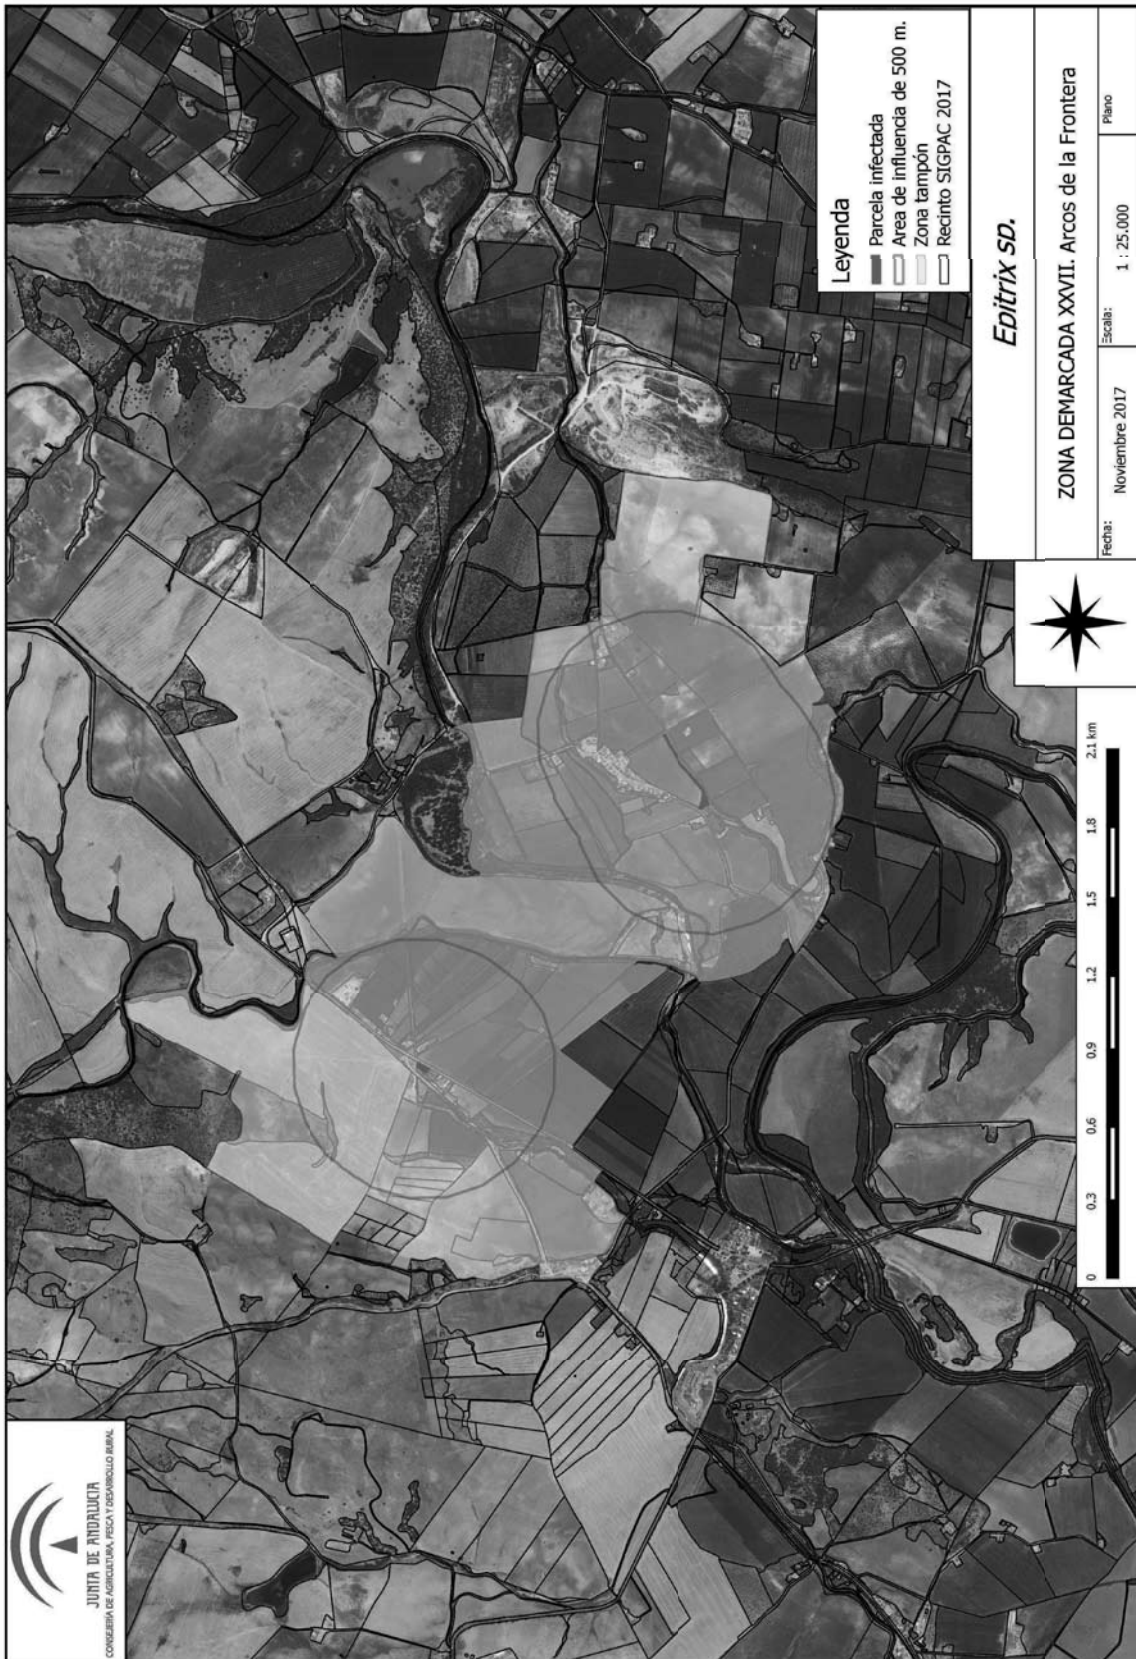 JUNTA DE ANDALUCIA
CONSEJERÍA DE AGRICULTURA, PESCA Y DESARROLLO RURAL
Leyenda
Parcela infectada
Area de influencia de 500 m.
Zona tampón
Recinto SIGPAC 2017
0 0.3 0.6 0.9 1.2 1.5 1.8 2.1 km
Epitrix SD.
ZONA DEMARCADA XXVII. Arcos de la Frontera
Fecha:
Noviembre 2017
Escala:
1 : 25.000
Plano